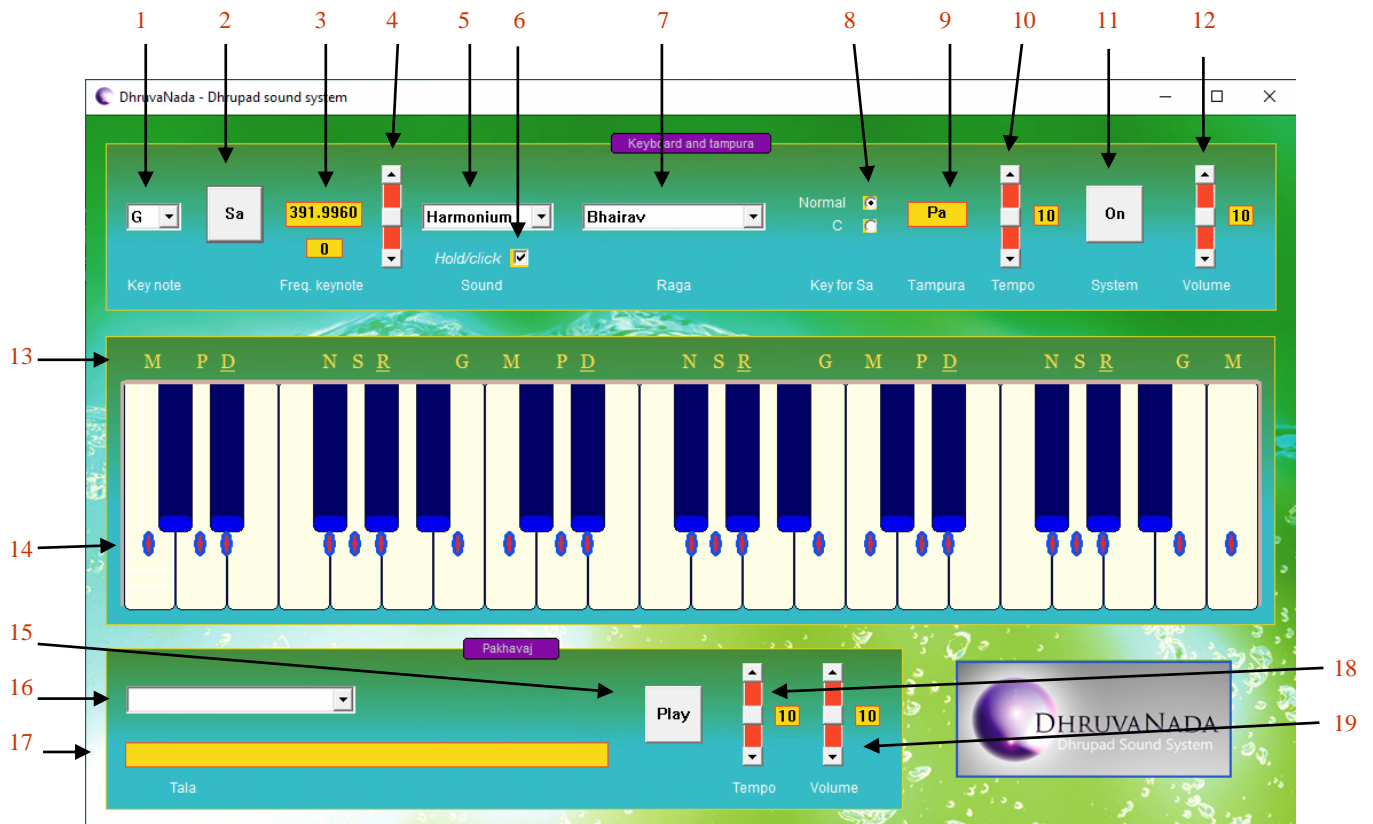 1 2 3 4 5 6 7 8 9 10 11 12
DhruvaNada - Dhrupad sound system
Keyboard and tampura
G Sa 391.9960 Harmonium Bhairav Normal Pa 10 On 10
C
0
Hold/click
Key note Freq. keynote Sound Raga Key for Sa Tampura Tempo System Volume
13
M P D N S R G M P D N S R G M P D N S R G M
14
15
Pakhavaj
16
Play 10 10
17
18
19
Tala Tempo Volume
DHRUVANADA
Dhrupad Sound System